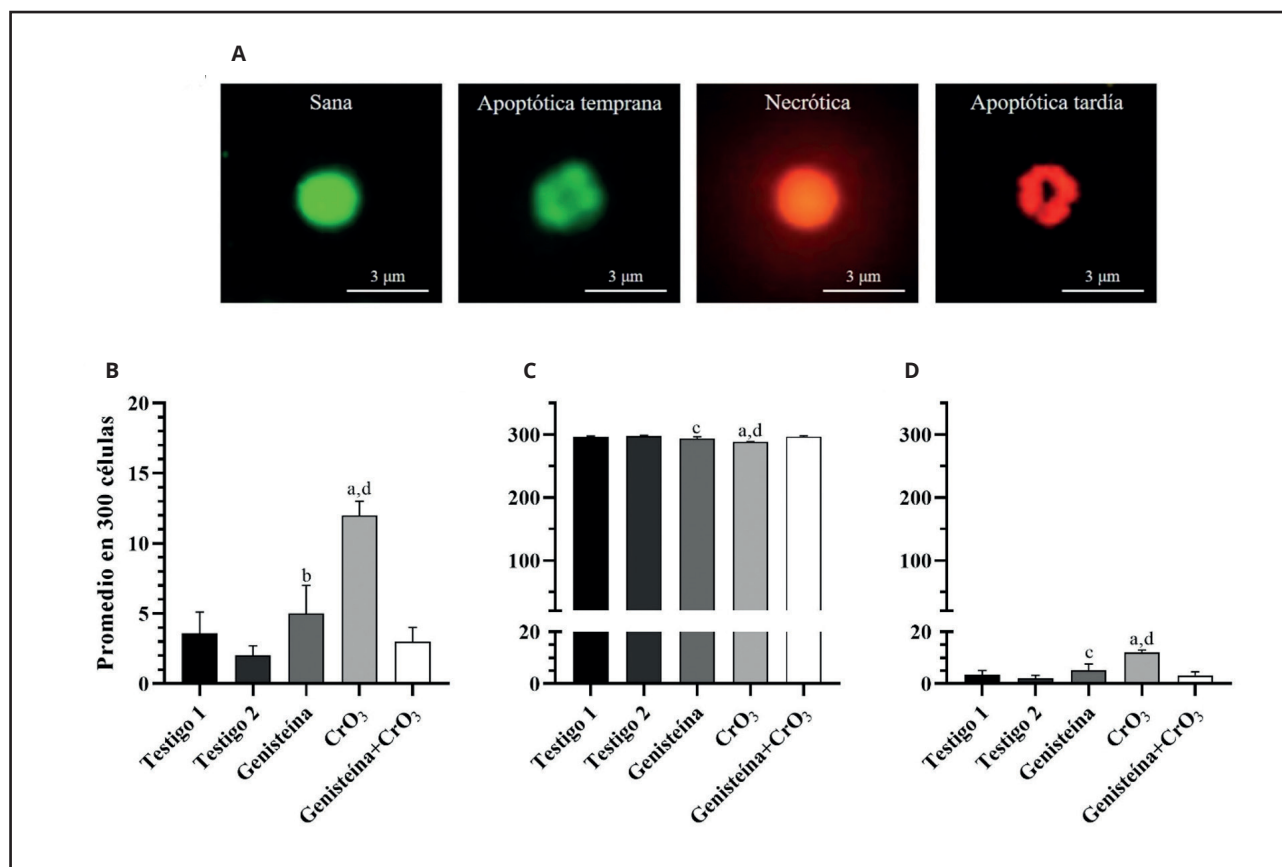 A
Sana
Apoptótica temprana
Necrótica
Apoptótica tardía
3 μm
3 μm
3 μm
3 μm
B
C
D
Promedio en 300 células
20
15
10
5
0
b
a,d
Testigo 1
Testigo 2
Genisteína
CrO₃
Genisteína+CrO₃
300
200
100
20
0
c
a,d
Testigo 1
Testigo 2
Genisteína
CrO₃
Genisteína+CrO₃
300
200
100
20
0
c
a,d
Testigo 1
Testigo 2
Genisteína
CrO₃
Genisteína+CrO₃